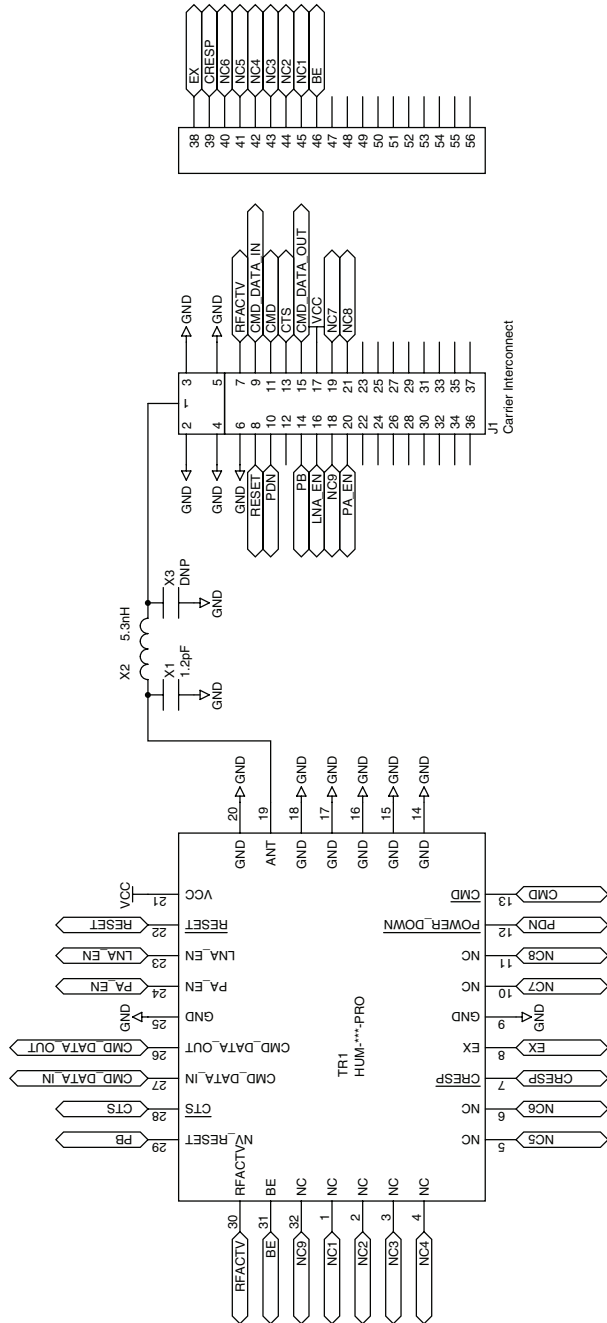 EX
CRESP
NC6
NC5
NC4
NC3
NC2
NC1
BE
38
39
40
41
42
43
44
45
46
47
48
49
50
51
52
53
54
55
56
GND
GND
RFACTV
CMD_DATA_IN
CMD
CTS
CMD_DATA_OUT
VCC
NC7
NC8
1
3
5
7
9
11
13
15
17
19
21
23
25
27
29
31
33
35
37
2
4
6
8
10
12
14
16
18
20
22
24
26
28
30
32
34
36
GND
GND
GND
RESET
PDN
PB
LNA_EN
NC9
PA_EN
J1
Carrier Interconnect
X2
5.3nH
X3
DNP
GND
X1
1.2pF
GND
GND
GND
GND
GND
GND
GND
20
19
18
17
16
15
14
GND
ANT
GND
GND
GND
GND
GND
VCC
RESET
LNA_EN
PA_EN
GND
CMD_DATA_OUT
CMD_DATA_IN
CTS
PB
21
22
23
24
25
26
27
28
29
VCC
RESET
LNA_EN
PA_EN
GND
CMD_DATA_OUT
CMD_DATA_IN
CTS
NV_RESET
TR1
HUM-***-PRO
CMD
POWER_DOWN
NC
NC
GND
EX
CRESP
NC
NC
13
12
11
10
9
8
7
6
5
CMD
PDN
NC8
NC7
GND
EX
CRESP
NC6
NC5
RFACTV
BE
NC
NC
NC
NC
NC
30
31
32
1
2
3
4
RFACTV
BE
NC9
NC1
NC2
NC3
NC4